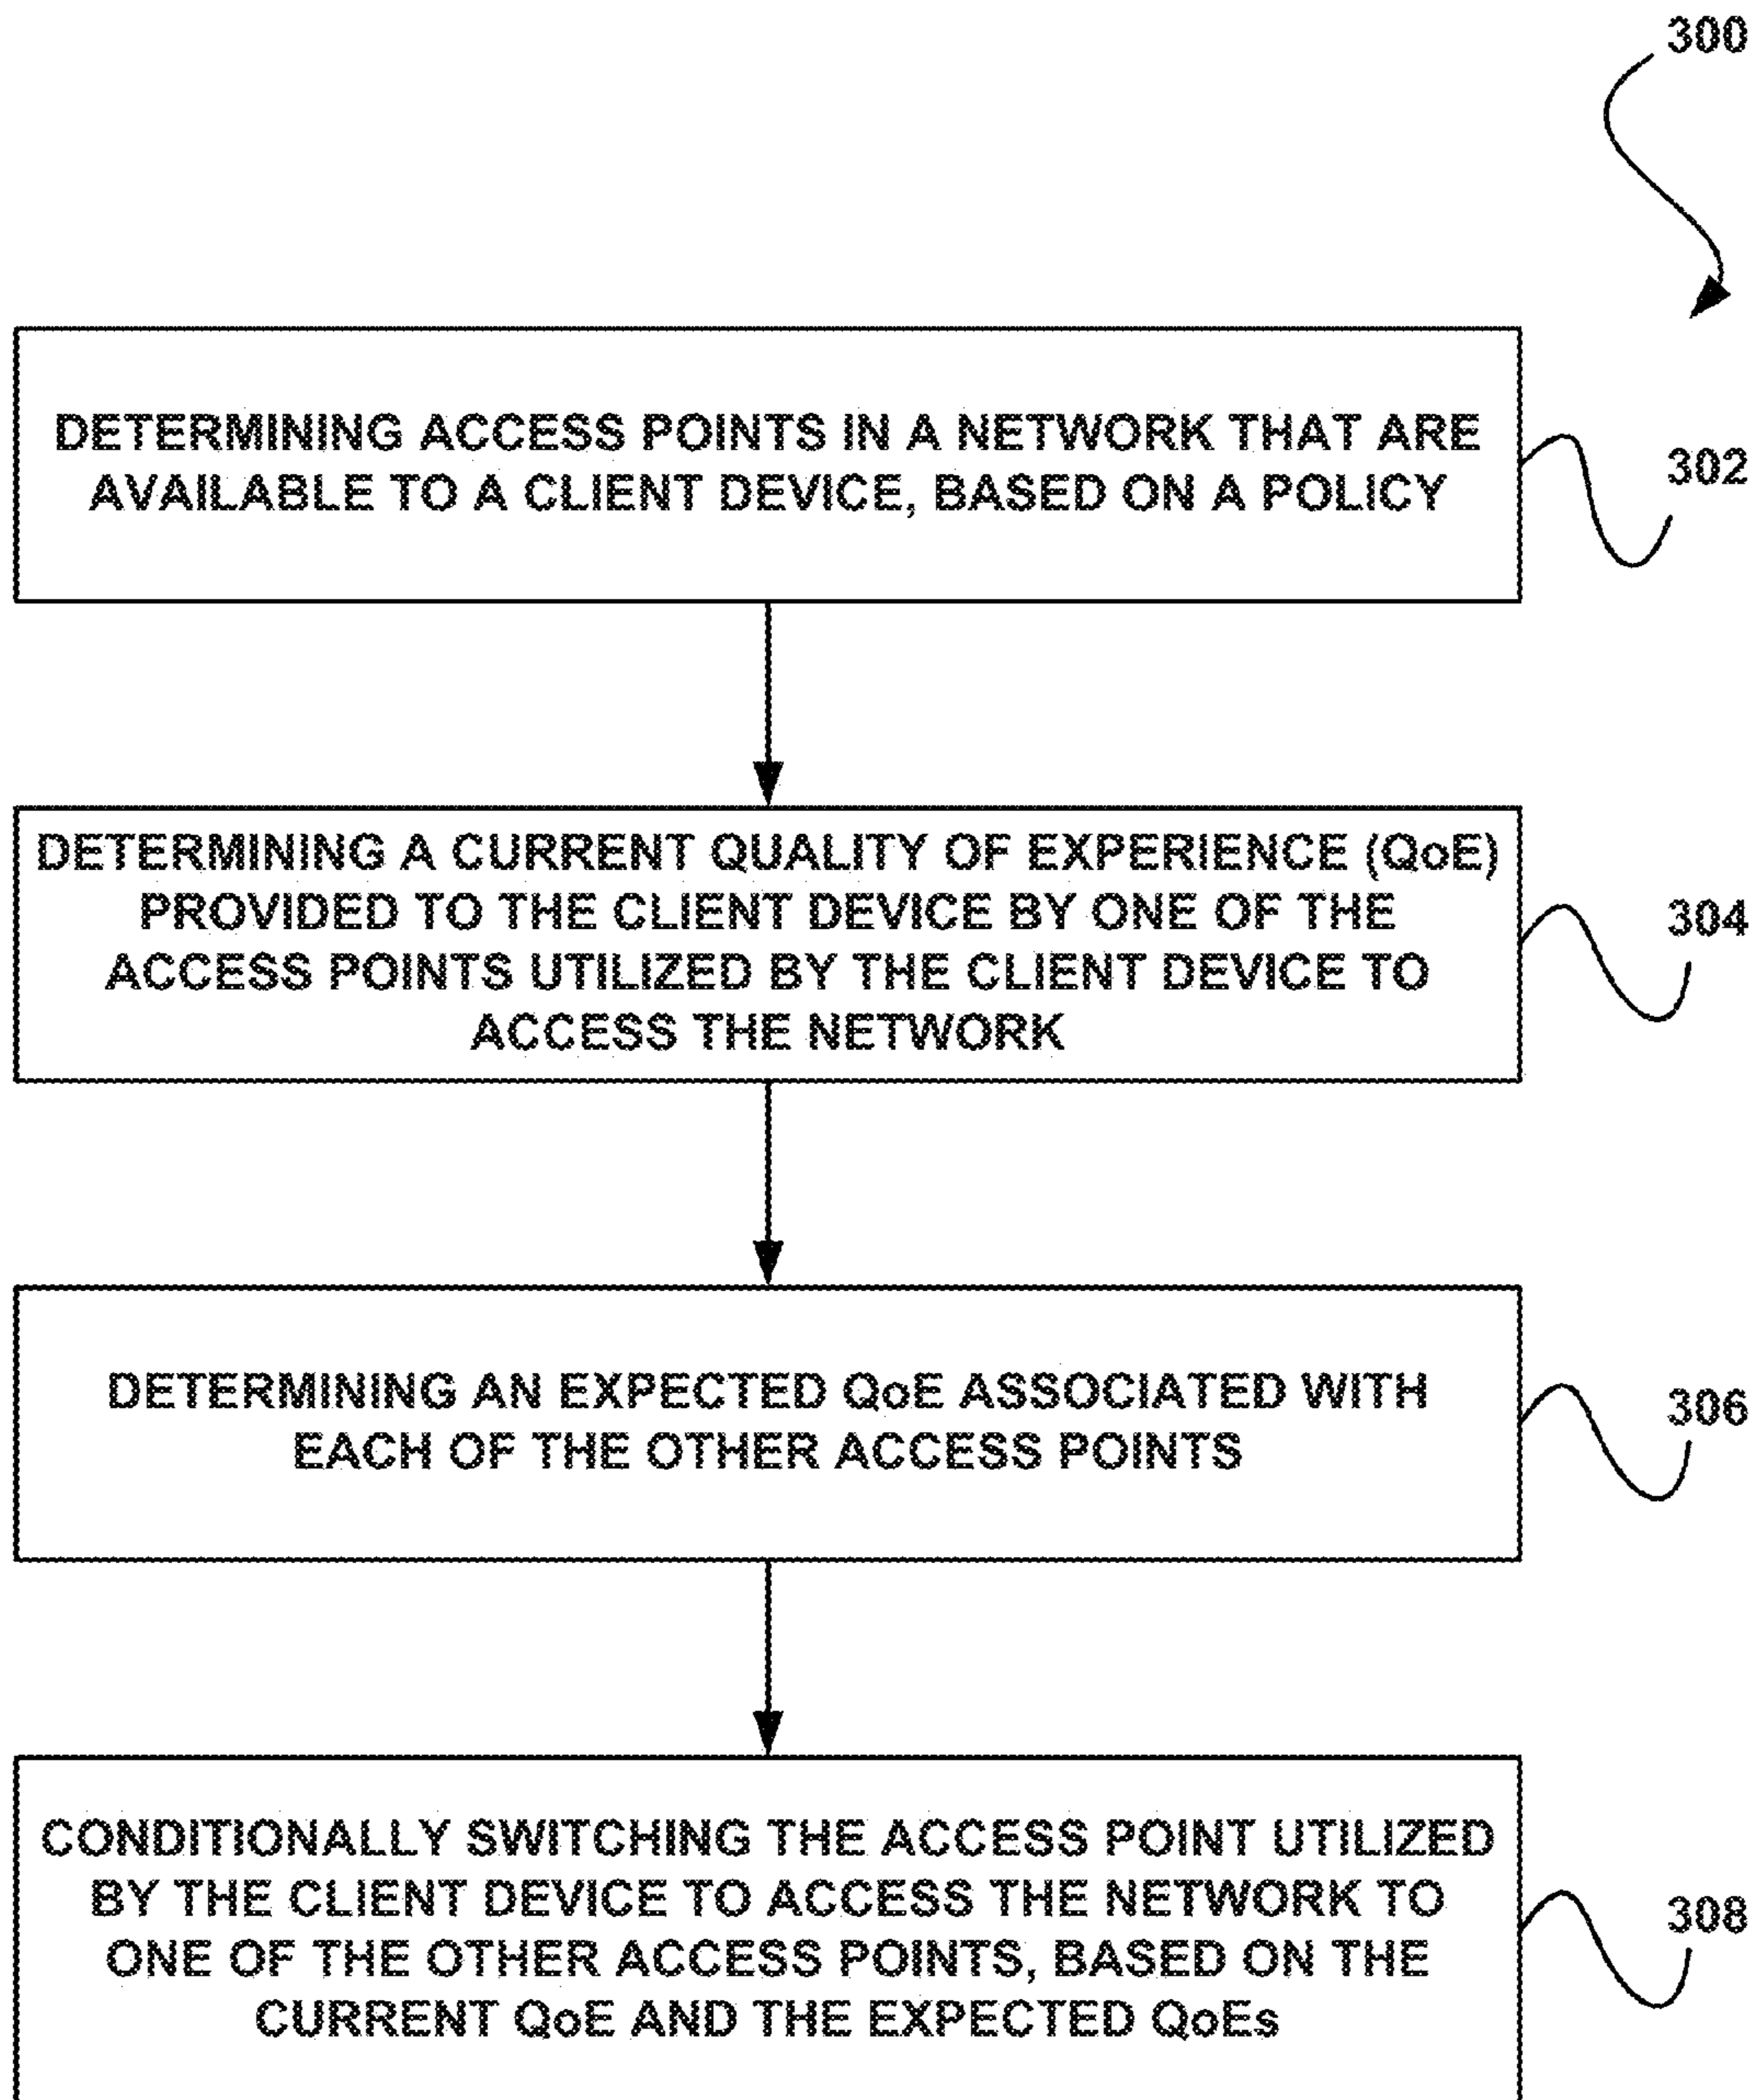 300
DETERMINING ACCESS POINTS IN A NETWORK THAT ARE
AVAILABLE TO A CLIENT DEVICE, BASED ON A POLICY
302
DETERMINING A CURRENT QUALITY OF EXPERIENCE (QoE)
PROVIDED TO THE CLIENT DEVICE BY ONE OF THE
ACCESS POINTS UTILIZED BY THE CLIENT DEVICE TO
ACCESS THE NETWORK
304
DETERMINING AN EXPECTED QoE ASSOCIATED WITH
EACH OF THE OTHER ACCESS POINTS
306
CONDITIONALLY SWITCHING THE ACCESS POINT UTILIZED
BY THE CLIENT DEVICE TO ACCESS THE NETWORK TO
ONE OF THE OTHER ACCESS POINTS, BASED ON THE
CURRENT QoE AND THE EXPECTED QoEs
308